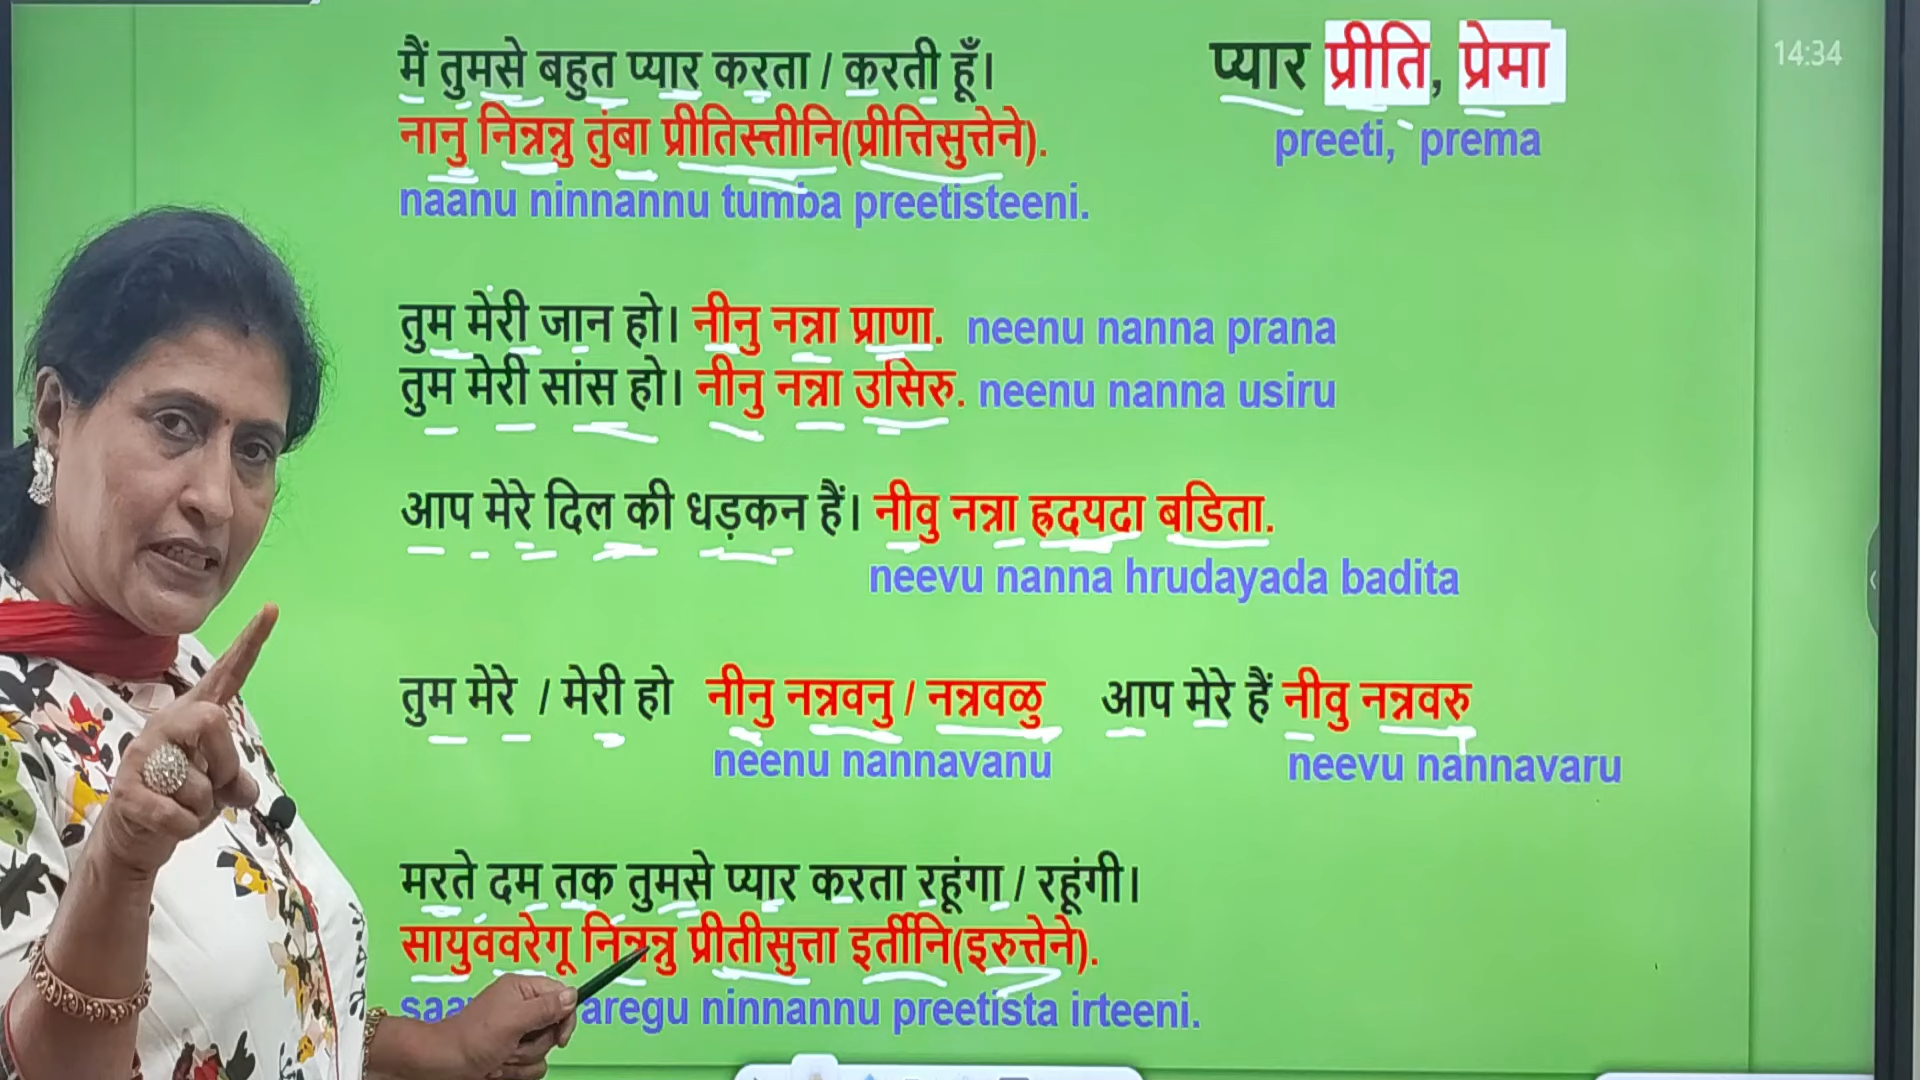 14:34
मैं तुमसे बहुत प्यार करता / करती हूँ। प्यार प्रीति, प्रेमा
नानु निन्नन्नु तुंबा प्रीतिस्तीनि(प्रीत्तिसुत्तेने). preeti, prema
naanu ninnannu tumba preetisteeni.
तुम मेरी जान हो। नीनु नन्ना प्राणा. neenu nanna prana
तुम मेरी सांस हो। नीनु नन्ना उसिरु. neenu nanna usiru
आप मेरे दिल की धड़कन हैं। नीवु नन्ना ह्रदयदा बडिता.
neevu nanna hrudayada badita
तुम मेरे / मेरी हो नीनु नन्नवनु / नन्नवळु आप मेरे हैं नीवु नन्नवरु
neenu nannavanu neevu nannavaru
मरते दम तक तुमसे प्यार करता रहूंगा / रहूंगी।
सायुववरेगू निन्नन्नु प्रीतीसुत्ता इर्तीनि(इरुत्तेने).
ninnannu preetista irteeni.